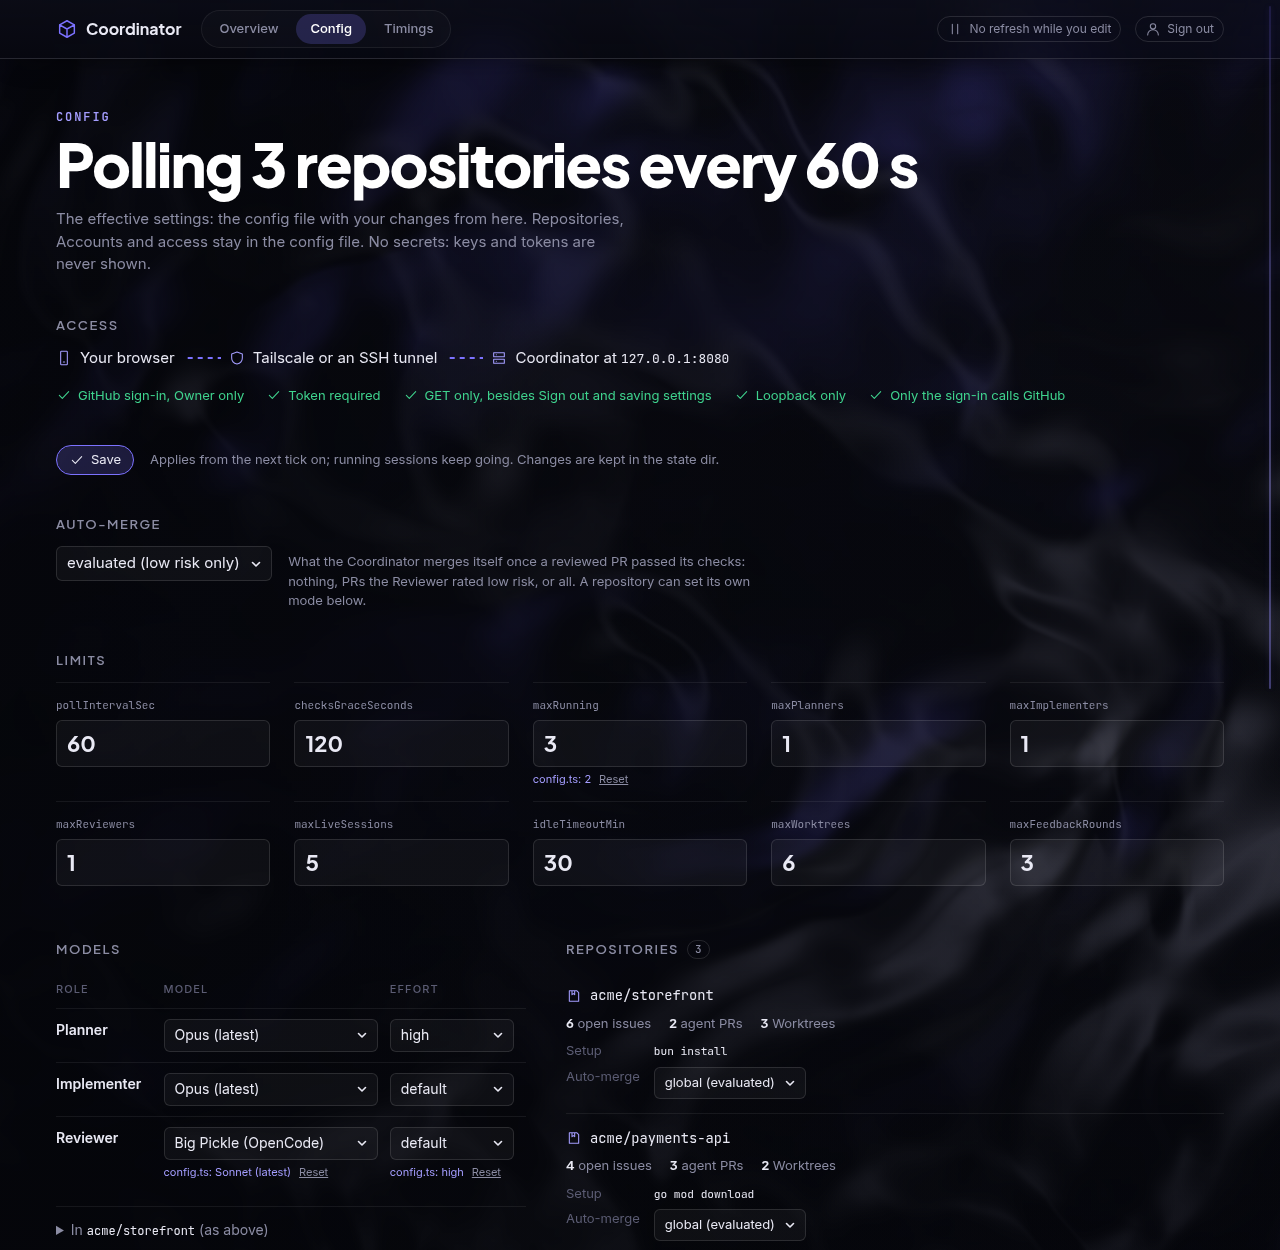 Coordinator
Overview
Config
Timings
No refresh while you edit
Sign out
CONFIG
Polling 3 repositories every 60 s
The effective settings: the config file with your changes from here. Repositories,
Accounts and access stay in the config file. No secrets: keys and tokens are
never shown.
ACCESS
Your browser
Tailscale or an SSH tunnel
Coordinator at 127.0.0.1:8080
GitHub sign-in, Owner only
Token required
GET only, besides Sign out and saving settings
Loopback only
Only the sign-in calls GitHub
Save
Applies from the next tick on; running sessions keep going. Changes are kept in the state dir.
AUTO-MERGE
evaluated (low risk only)
What the Coordinator merges itself once a reviewed PR passed its checks:
nothing, PRs the Reviewer rated low risk, or all. A repository can set its own
mode below.
LIMITS
pollIntervalSec
checksGraceSeconds
maxRunning
maxPlanners
maxImplementers
60
120
3
1
1
config.ts: 2 Reset
maxReviewers
maxLiveSessions
idleTimeoutMin
maxWorktrees
maxFeedbackRounds
1
5
30
6
3
MODELS
ROLE MODEL EFFORT
Planner Opus (latest) high
Implementer Opus (latest) default
Reviewer Big Pickle (OpenCode) default
config.ts: Sonnet (latest) Reset config.ts: high Reset
In acme/storefront (as above)
REPOSITORIES 3
acme/storefront
6 open issues 2 agent PRs 3 Worktrees
Setup bun install
Auto-merge global (evaluated)
acme/payments-api
4 open issues 3 agent PRs 2 Worktrees
Setup go mod download
Auto-merge global (evaluated)